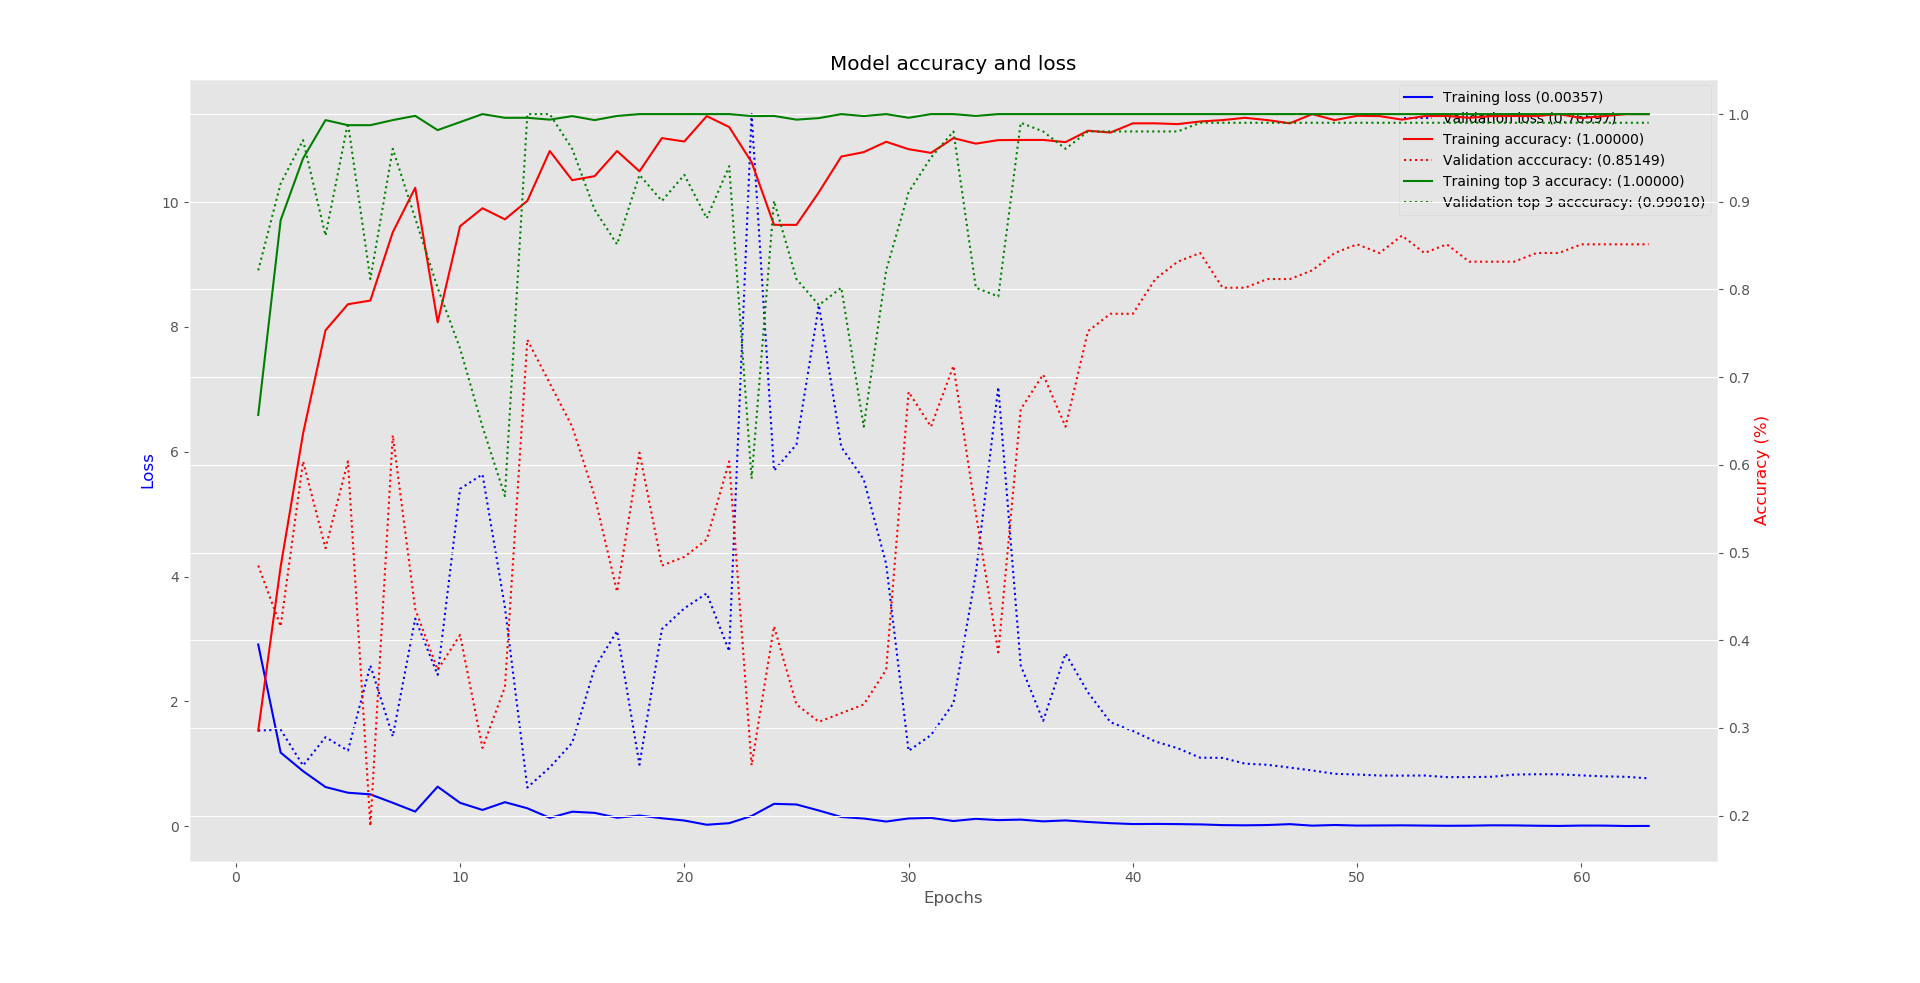 Model accuracy and loss
Training loss (0.00357)
Validation loss (0.76597)
Training accuracy: (1.00000)
Validation acccuracy: (0.85149)
Training top 3 accuracy: (1.00000)
Validation top 3 acccuracy: (0.99010)
10
8
6
4
2
0
Loss
1.0
0.9
0.8
0.7
0.6
0.5
0.4
0.3
0.2
Accuracy (%)
0 10 20 30 40 50 60
Epochs